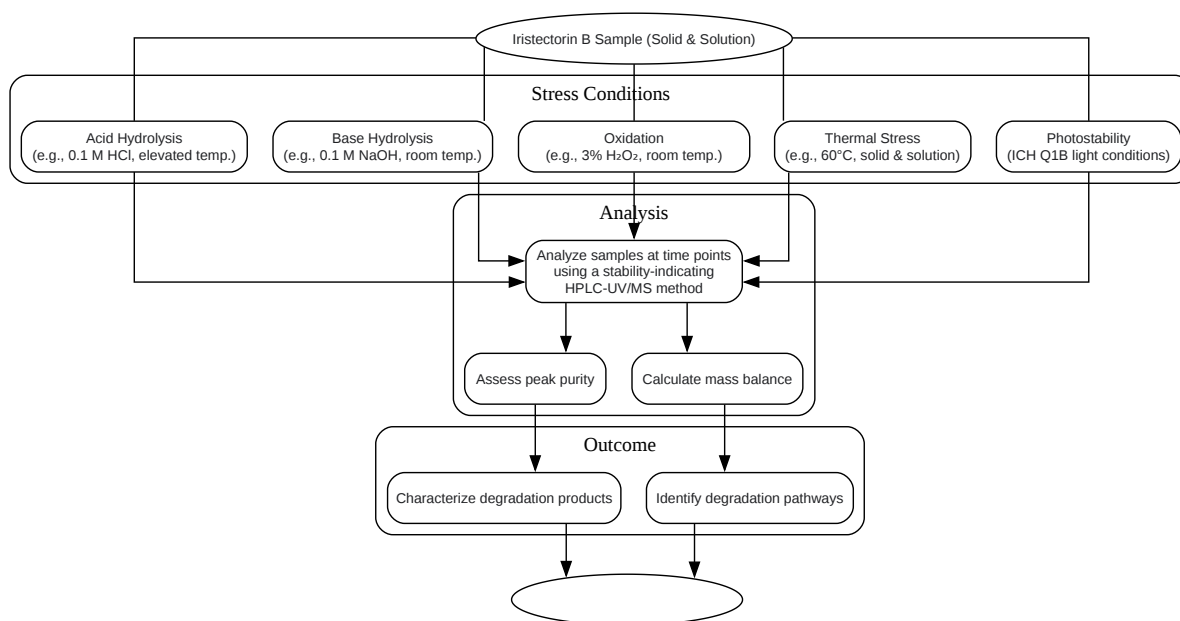 Iristectorin B Sample (Solid & Solution)
Stress Conditions
Acid Hydrolysis
(e.g., 0.1 M HCl, elevated temp.)
Base Hydrolysis
(e.g., 0.1 M NaOH, room temp.)
Oxidation
(e.g., 3% H₂O₂, room temp.)
Thermal Stress
(e.g., 60°C, solid & solution)
Photostability
(ICH Q1B light conditions)
Analysis
Analyze samples at time points
using a stability-indicating
HPLC-UV/MS method
Assess peak purity
Calculate mass balance
Outcome
Characterize degradation products
Identify degradation pathways